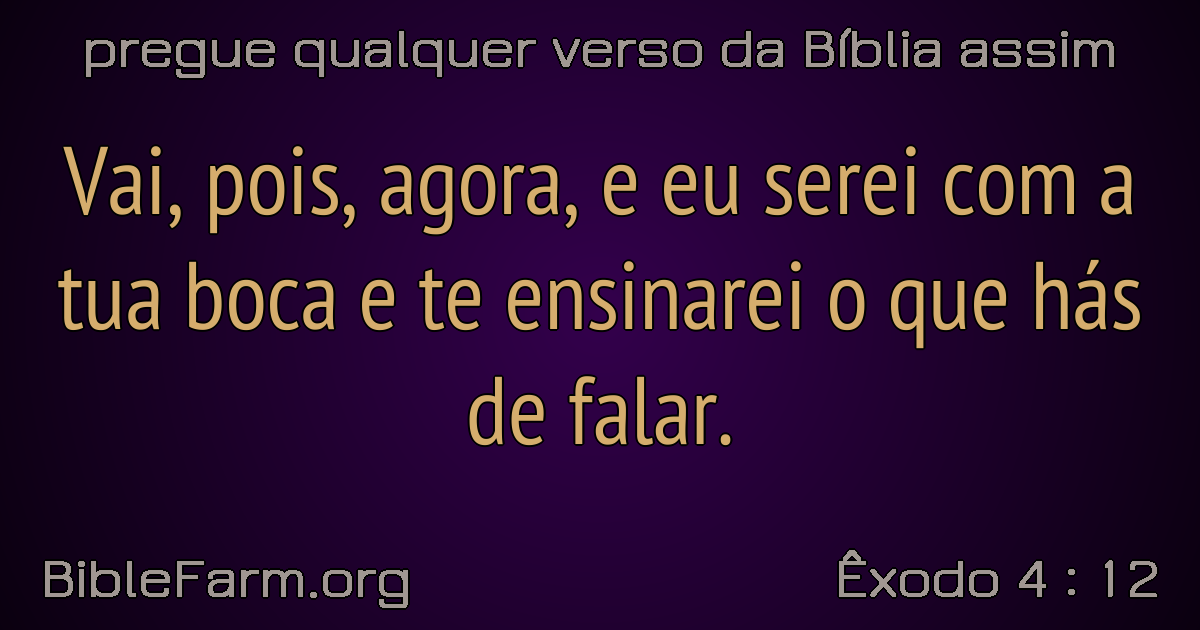 pregue qualquer verso da Bíblia assim
Vai, pois, agora, e eu serei com a
tua boca e te ensinarei o que hás
de falar.
BibleFarm.org
Êxodo 4 : 12